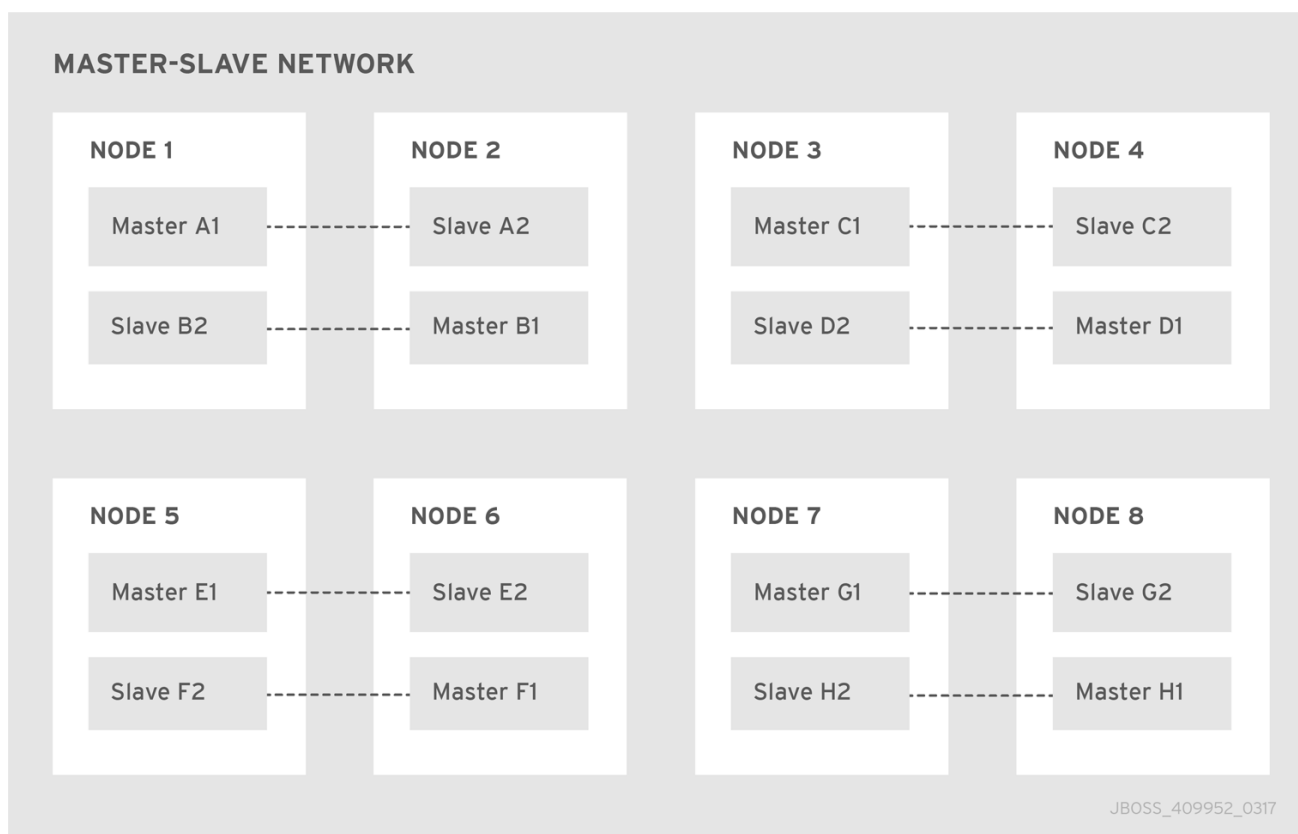 MASTER-SLAVE NETWORK
NODE 1
Master A1
Slave B2
NODE 2
Slave A2
Master B1
NODE 3
Master C1
Slave D2
NODE 4
Slave C2
Master D1
NODE 5
Master E1
Slave F2
NODE 6
Slave E2
Master F1
NODE 7
Master G1
Slave H2
NODE 8
Slave G2
Master H1
JBOSS_409952_0317